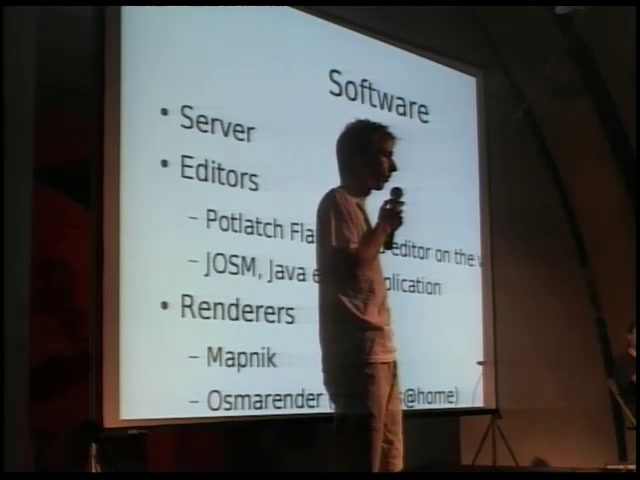 Software
• Server
• Editors
– Potlatch Fla editor on the
– JOSM, Java e plication
• Renderers
– Mapnik
– Osmarender ( s@home)